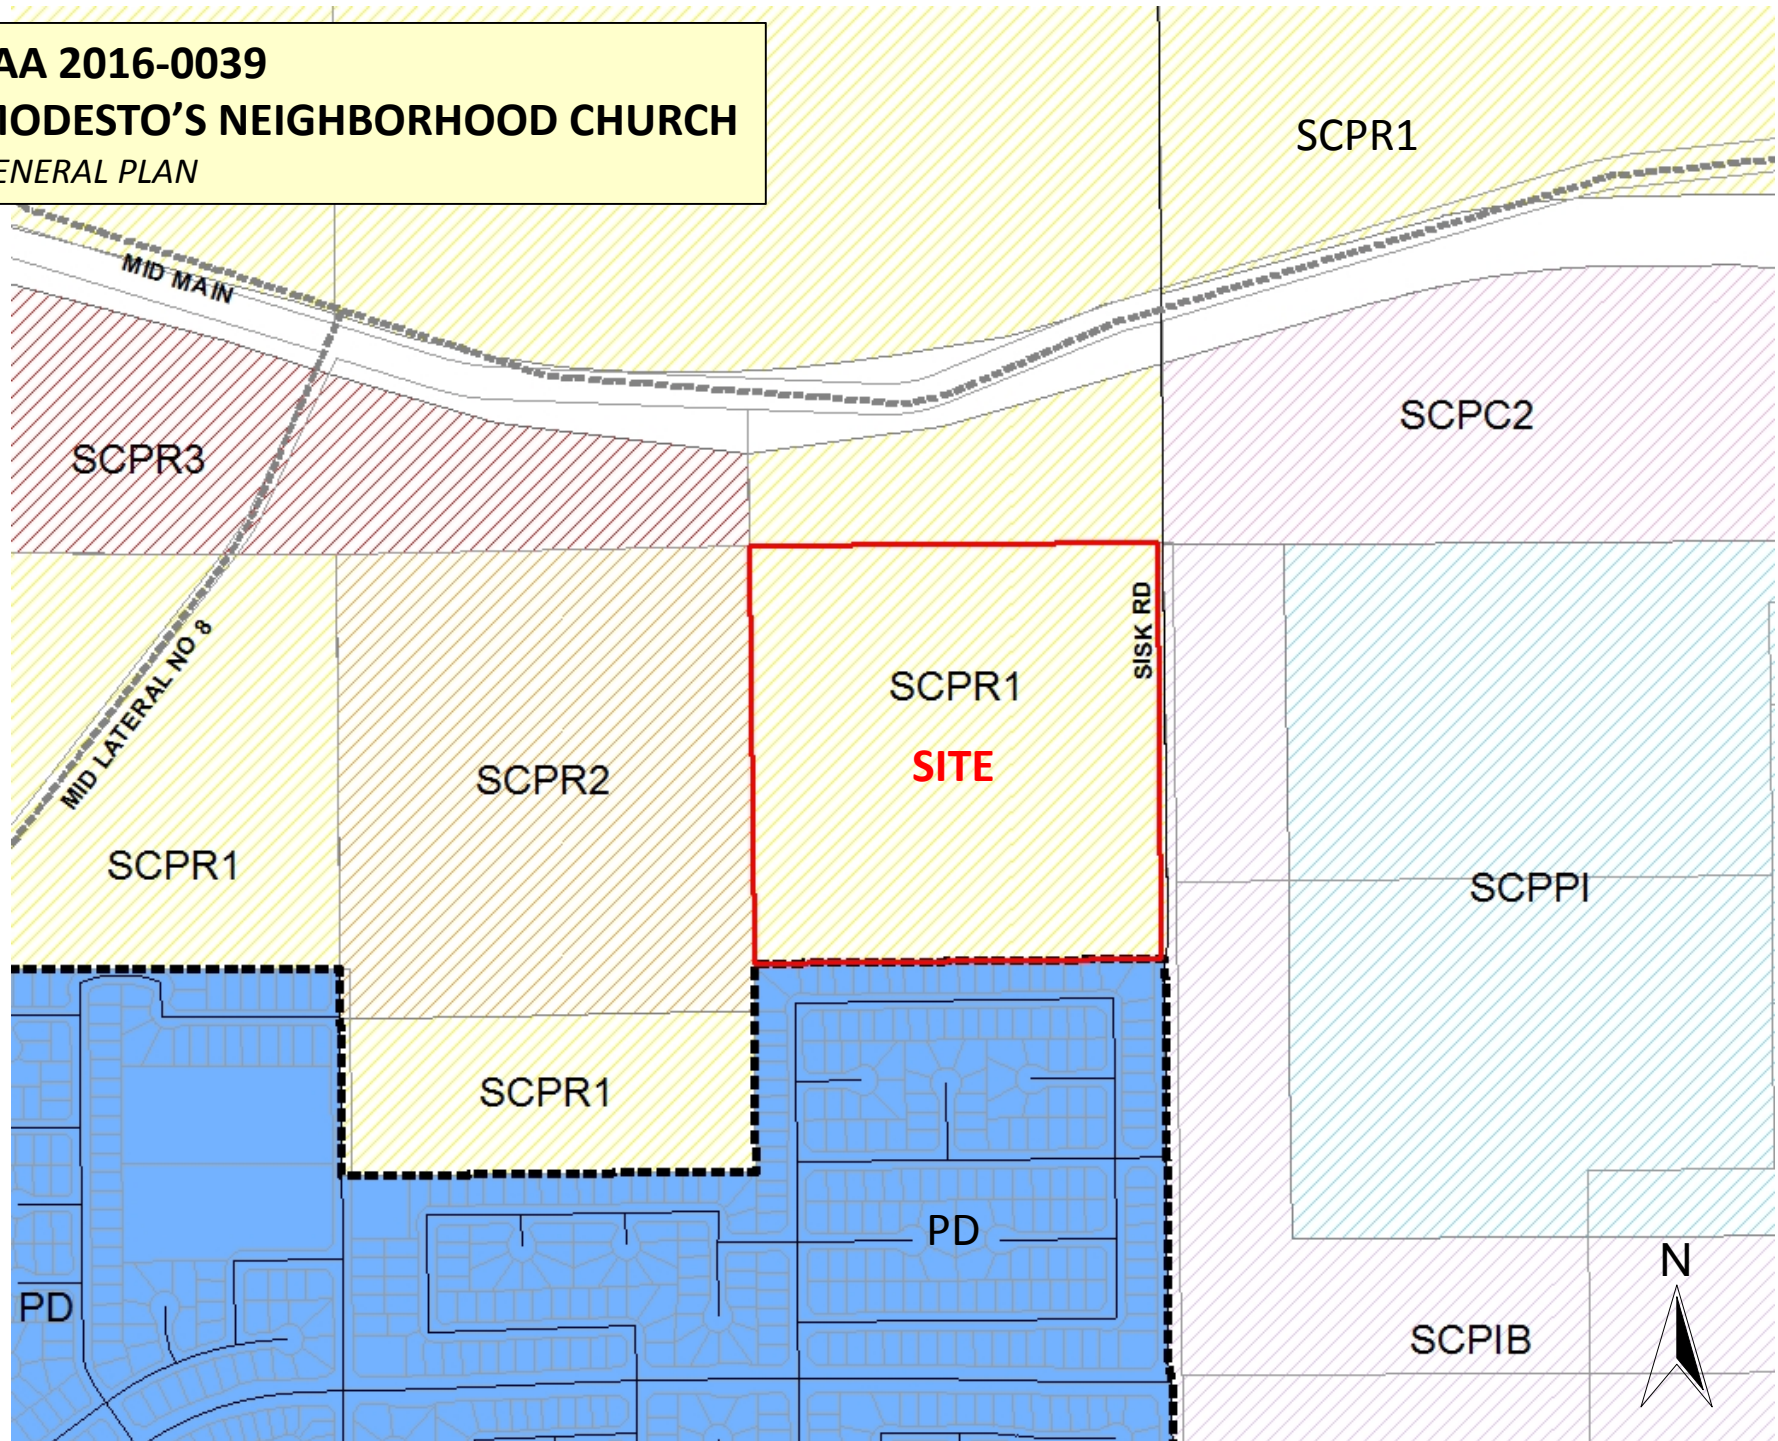 AA 2016-0039
MODESTO’S NEIGHBORHOOD CHURCH
ENERAL PLAN
SCPR1
MID MAIN
SCPC2
SCPR3
SISK RD
MID LATERAL NO 8
SCPR1
SITE
SCPR2
SCPR1
SCPPI
SCPR1
PD
PD
N
SCPIB